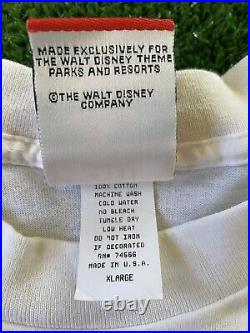 MADE EXCLUSIVELY FOR
THE WALT DISNEY THEME
PARKS AND RESORTS
©THE WALT DISNEY
COMPANY
100% COTTON
MACHINE WASH
COLD WATER
NO BLEACH
TUMBLE DRY
LOW HEAT
DO NOT IRON
IF DECORATED
RN# 74566
MADE IN U.S.A.
XLARGE